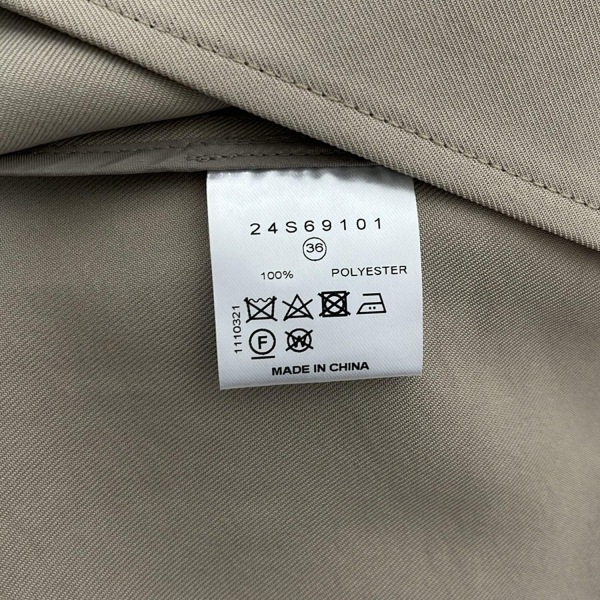 24S69101
36
100% POLYESTER
1110321
F
W
MADE IN CHINA